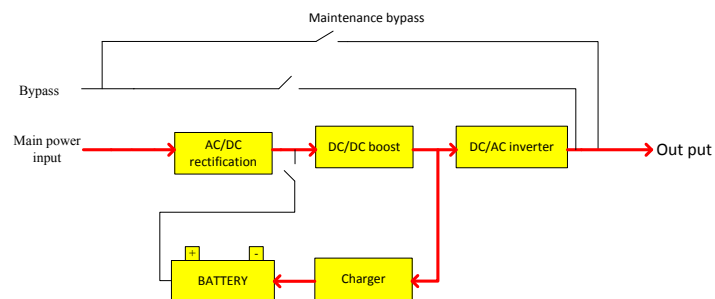 Maintenance bypass
Bypass
Main power
input
AC/DC
rectification
DC/DC boost
DC/AC inverter
Out put
+
-
BATTERY
Charger